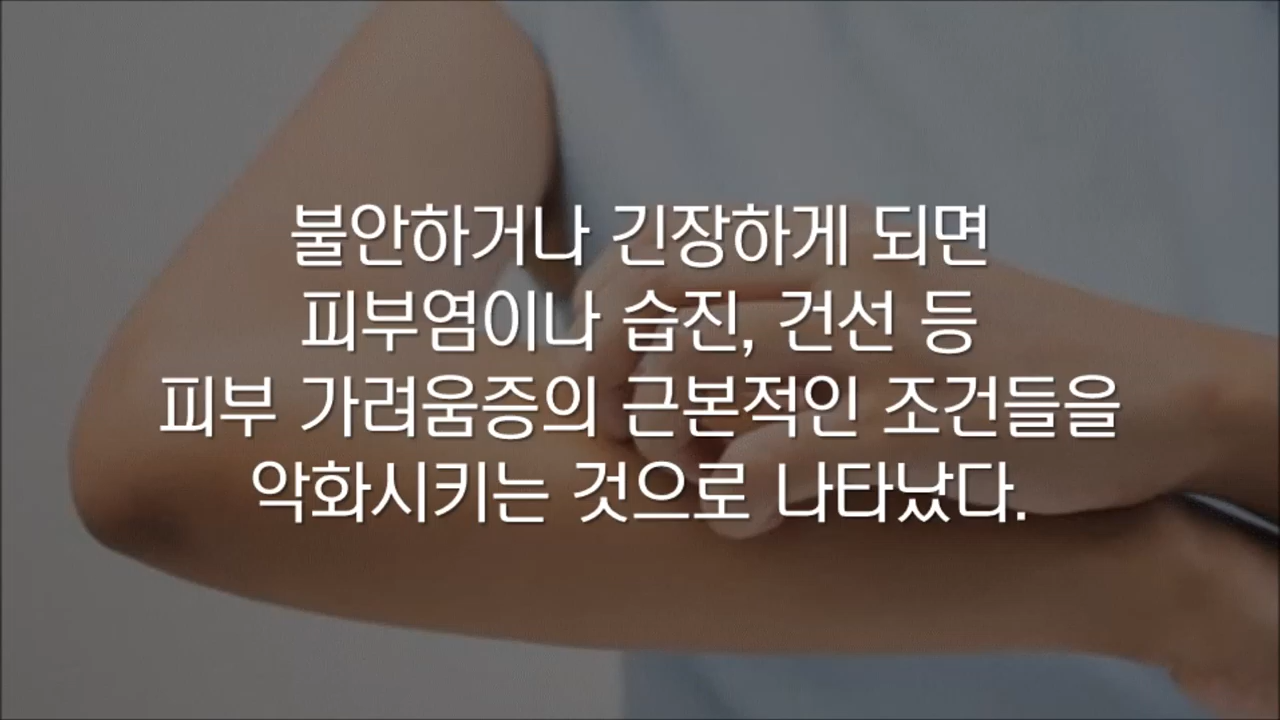 불안하거나 긴장하게 되면
피부염이나 습진, 건선 등
피부 가려움증의 근본적인 조건들을
악화시키는 것으로 나타났다.